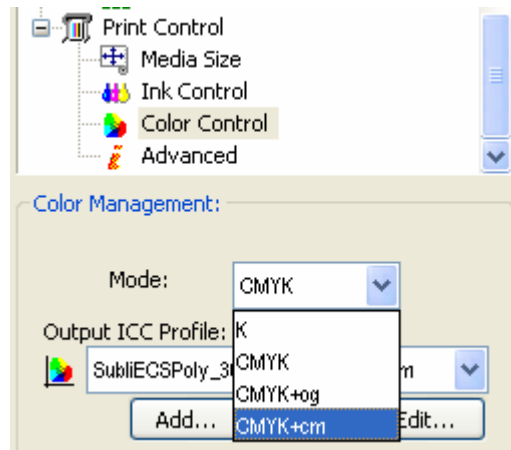 Print Control
Media Size
Ink Control
Color Control
Advanced
Color Management:
Mode: CMYK
Output ICC Profile: K
CMYK
CMYK+og
CMYK+cm
SubliECSPoly_3 m
Add... Edit...